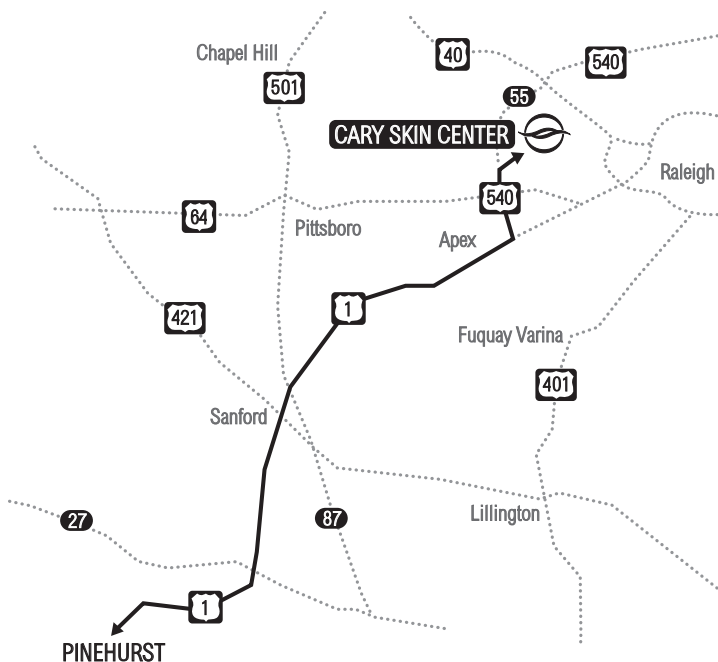 Chapel Hill
40
540
501
55
CARY SKIN CENTER
Raleigh
540
64
Pittsboro
Apex
1
421
Fuquay Varina
401
Sanford
Lillington
27
87
1
PINEHURST